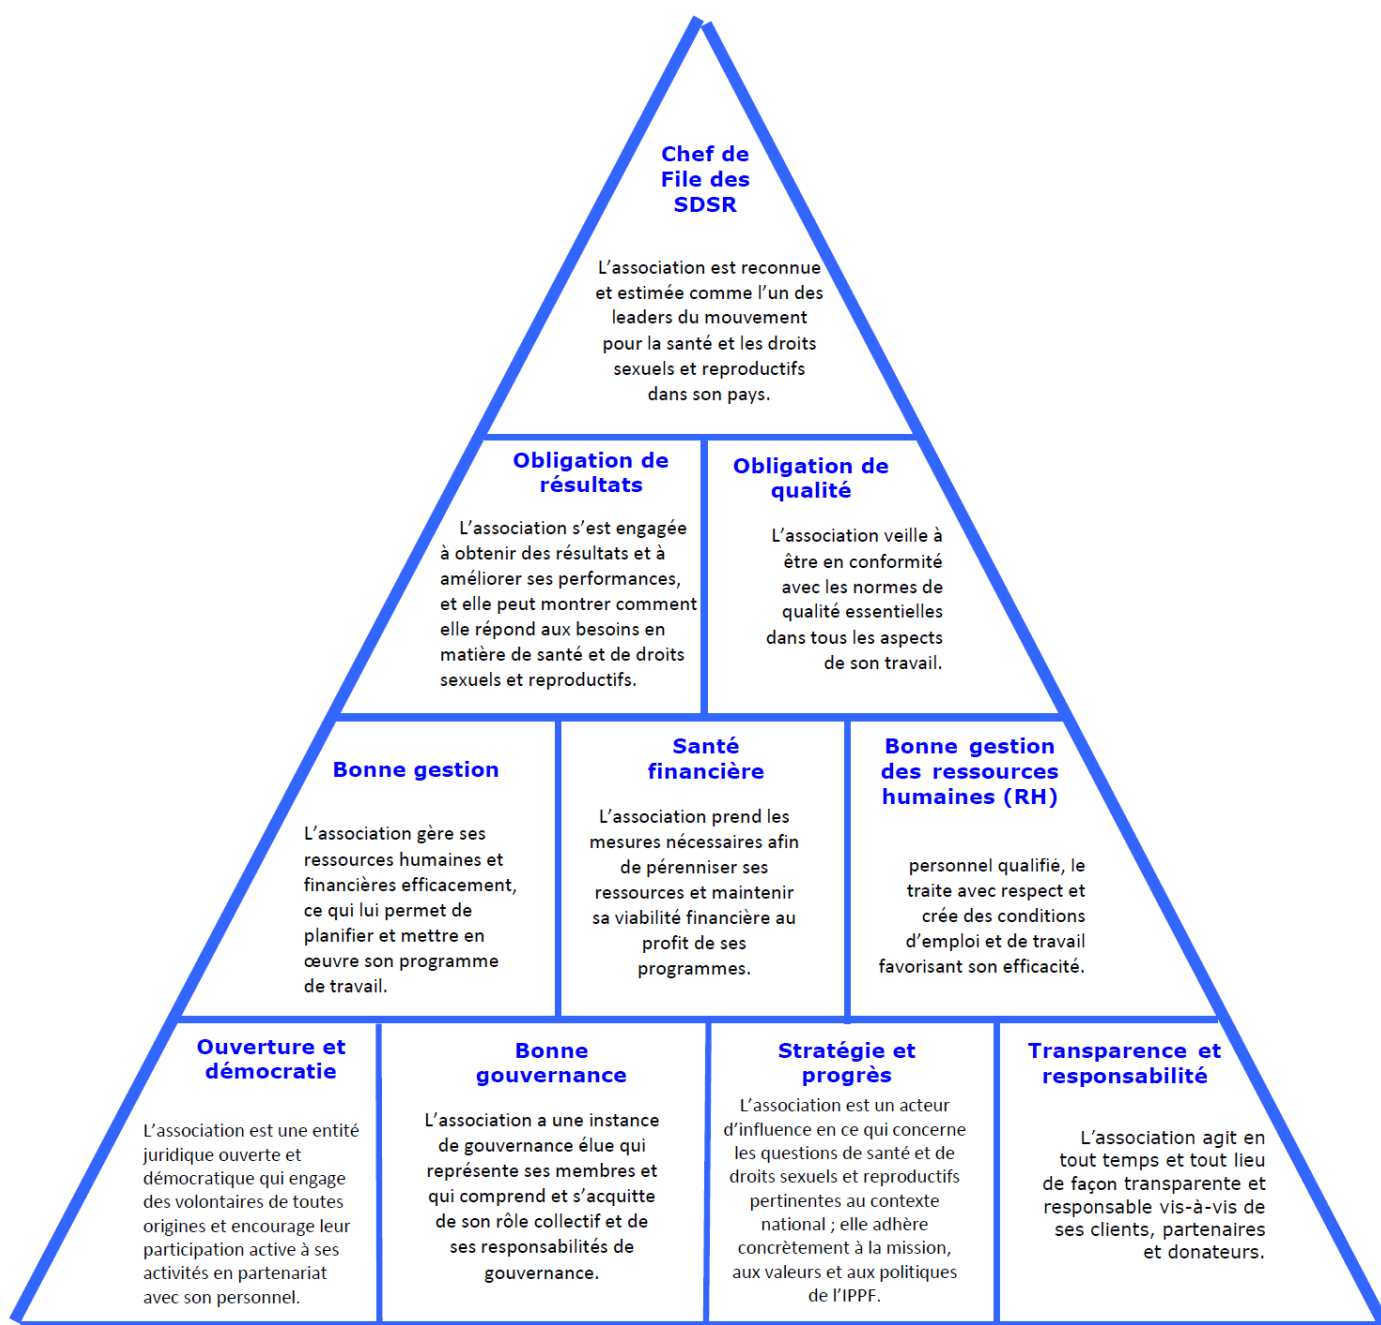 Chef de
File des
SDSR
L’association est reconnue
et estimée comme l’un des
leaders du mouvement
pour la santé et les droits
sexuels et reproductifs
dans son pays.
Obligation de
résultats
L’association s’est engagée
à obtenir des résultats et à
améliorer ses performances,
et elle peut montrer comment
elle répond aux besoins en
matière de santé et de droits
sexuels et reproductifs.
Obligation de
qualité
L’association veille à
être en conformité
avec les normes de
qualité essentielles
dans tous les aspects
de son travail.
Bonne gestion
L’association gère ses
ressources humaines et
financières efficacement,
ce qui lui permet de
planifier et mettre en
œuvre son programme
de travail.
Santé
financière
L’association prend les
mesures nécessaires afin
de pérenniser ses
ressources et maintenir
sa viabilité financière au
profit de ses
programmes.
Bonne gestion
des ressources
humaines (RH)
personnel qualifié, le
traite avec respect et
crée des conditions
d’emploi et de travail
favorisant son efficacité.
Ouverture et
démocratie
L’association est une entité
juridique ouverte et
démocratique qui engage
des volontaires de toutes
origines et encourage leur
participation active à ses
activités en partenariat
avec son personnel.
Bonne
gouvernance
L’association a une instance
de gouvernance élue qui
représente ses membres et
qui comprend et s’acquitte
de son rôle collectif et de
ses responsabilités de
gouvernance.
Stratégie et
progrès
L’association est un acteur
d’influence en ce qui concerne
les questions de santé et de
droits sexuels et reproductifs
pertinentes au contexte
national ; elle adhère
concrètement à la mission,
aux valeurs et aux politiques
de l’IPPF.
Transparence et
responsabilité
L’association agit en
tout temps et tout lieu
de façon transparente et
responsable vis-à-vis de
ses clients, partenaires
et donateurs.